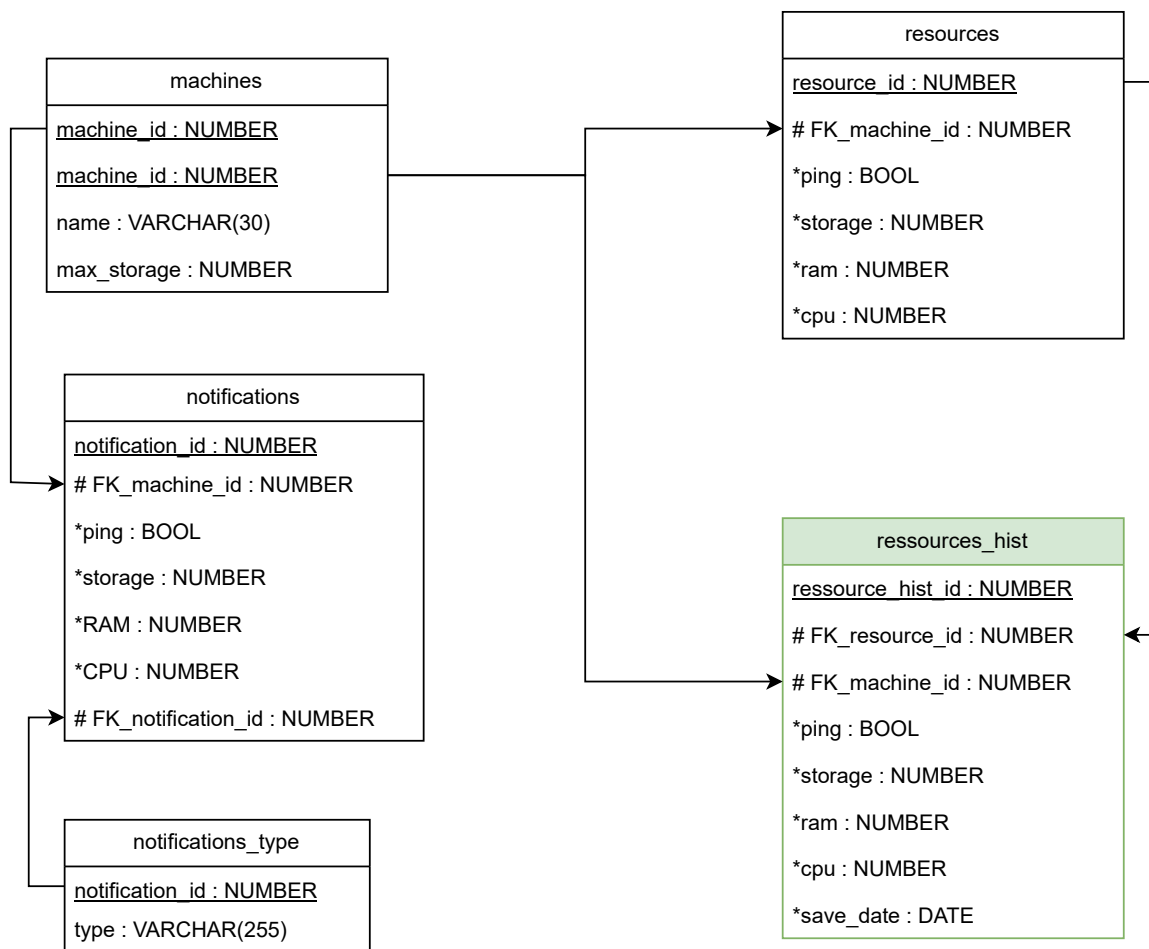 machines
machine_id : NUMBER
machine_id : NUMBER
name : VARCHAR(30)
max_storage : NUMBER
resources
resource_id : NUMBER
# FK_machine_id : NUMBER
*ping : BOOL
*storage : NUMBER
*ram : NUMBER
*cpu : NUMBER
notifications
notification_id : NUMBER
# FK_machine_id : NUMBER
*ping : BOOL
*storage : NUMBER
*RAM : NUMBER
*CPU : NUMBER
# FK_notification_id : NUMBER
ressources_hist
ressource_hist_id : NUMBER
# FK_resource_id : NUMBER
# FK_machine_id : NUMBER
*ping : BOOL
*storage : NUMBER
*ram : NUMBER
*cpu : NUMBER
*save_date : DATE
notifications_type
notification_id : NUMBER
type : VARCHAR(255)